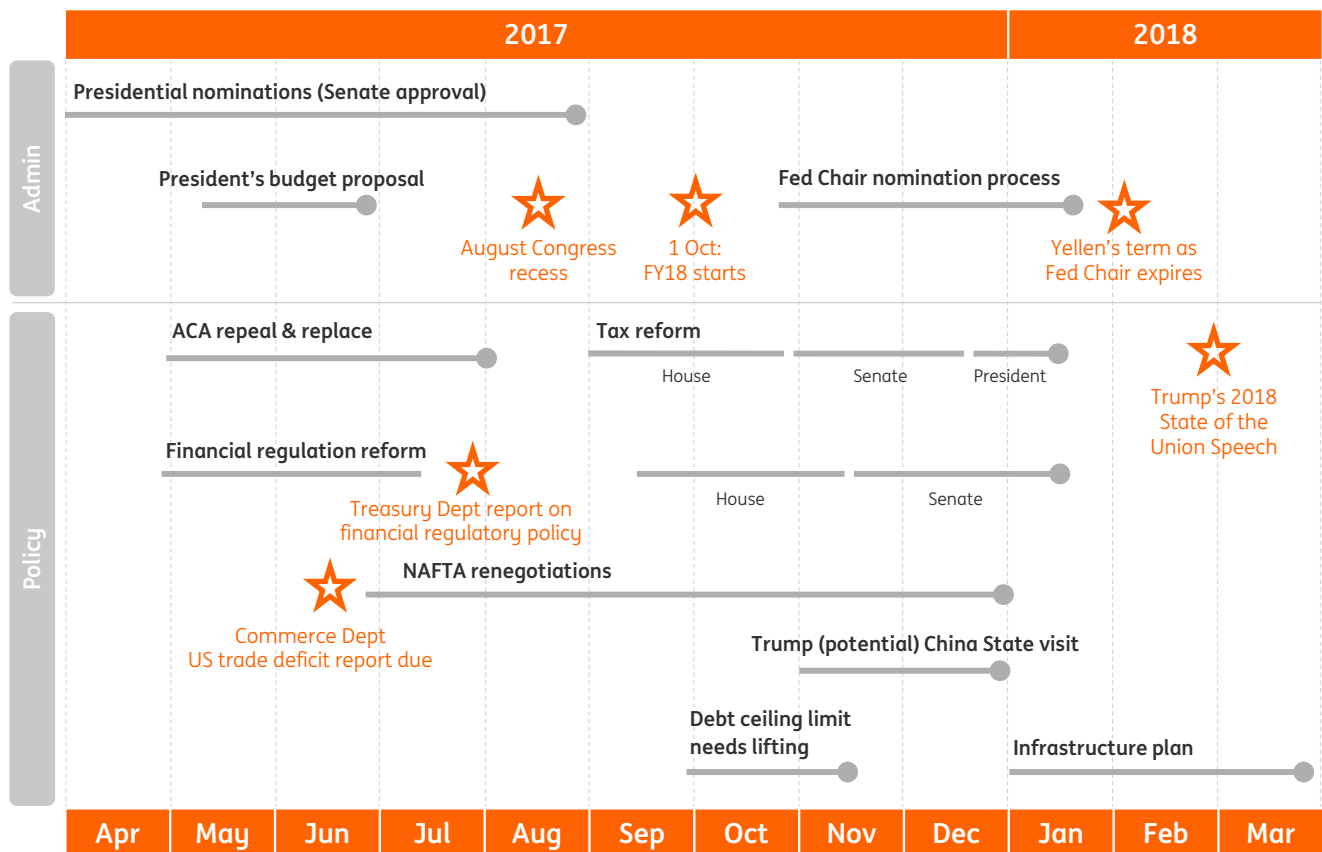 2017
2018
Admin
Presidential nominations (Senate approval)
President’s budget proposal
Fed Chair nomination process
August Congress
recess
1 Oct:
FY18 starts
Yellen’s term as
Fed Chair expires
Policy
ACA repeal & replace
Tax reform
House
Senate
President
Trump’s 2018
State of the
Union Speech
Financial regulation reform
House
Senate
Treasury Dept report on
financial regulatory policy
NAFTA renegotiations
Commerce Dept
US trade deficit report due
Trump (potential) China State visit
Debt ceiling limit
needs lifting
Infrastructure plan
Apr
May
Jun
Jul
Aug
Sep
Oct
Nov
Dec
Jan
Feb
Mar